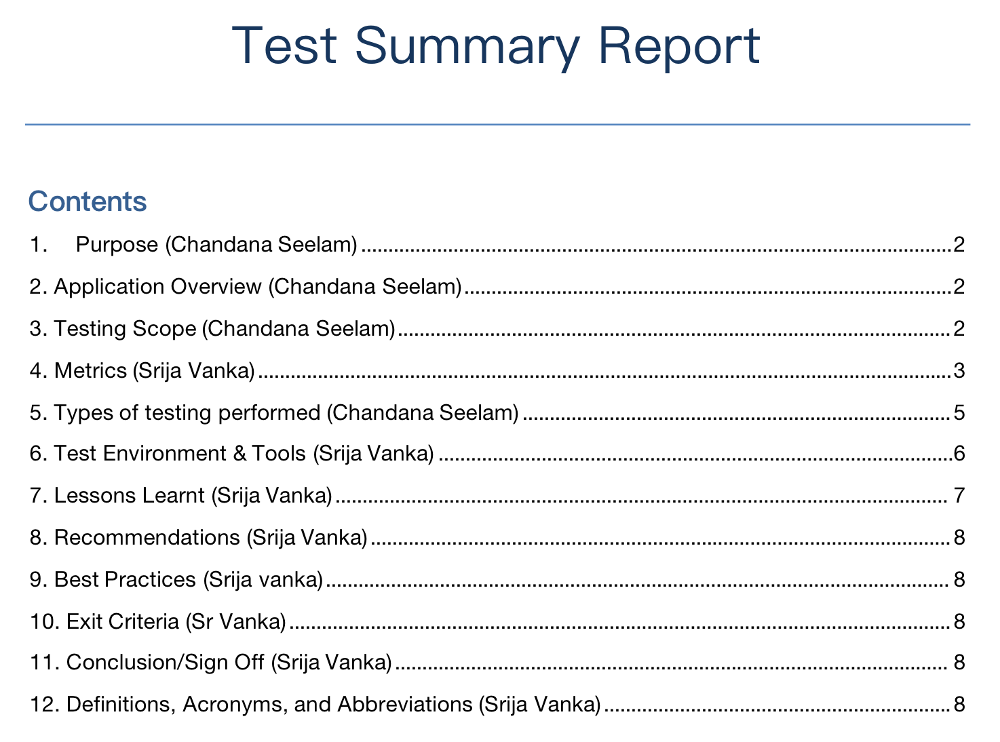 Test Summary Report
Contents
1. Purpose (Chandana Seelam)........................................2
2. Application Overview (Chandana Seelam)........................................2
3. Testing Scope (Chandana Seelam)........................................2
4. Metrics (Srija Vanka)........................................3
5. Types of testing performed (Chandana Seelam)........................................5
6. Test Environment & Tools (Srija Vanka)........................................6
7. Lessons Learnt (Srija Vanka)........................................7
8. Recommendations (Srija Vanka)........................................8
9. Best Practices (Srija vanka)........................................8
10. Exit Criteria (Sr Vanka)........................................8
11. Conclusion/Sign Off (Srija Vanka)........................................8
12. Definitions, Acronyms, and Abbreviations (Srija Vanka)........................................8